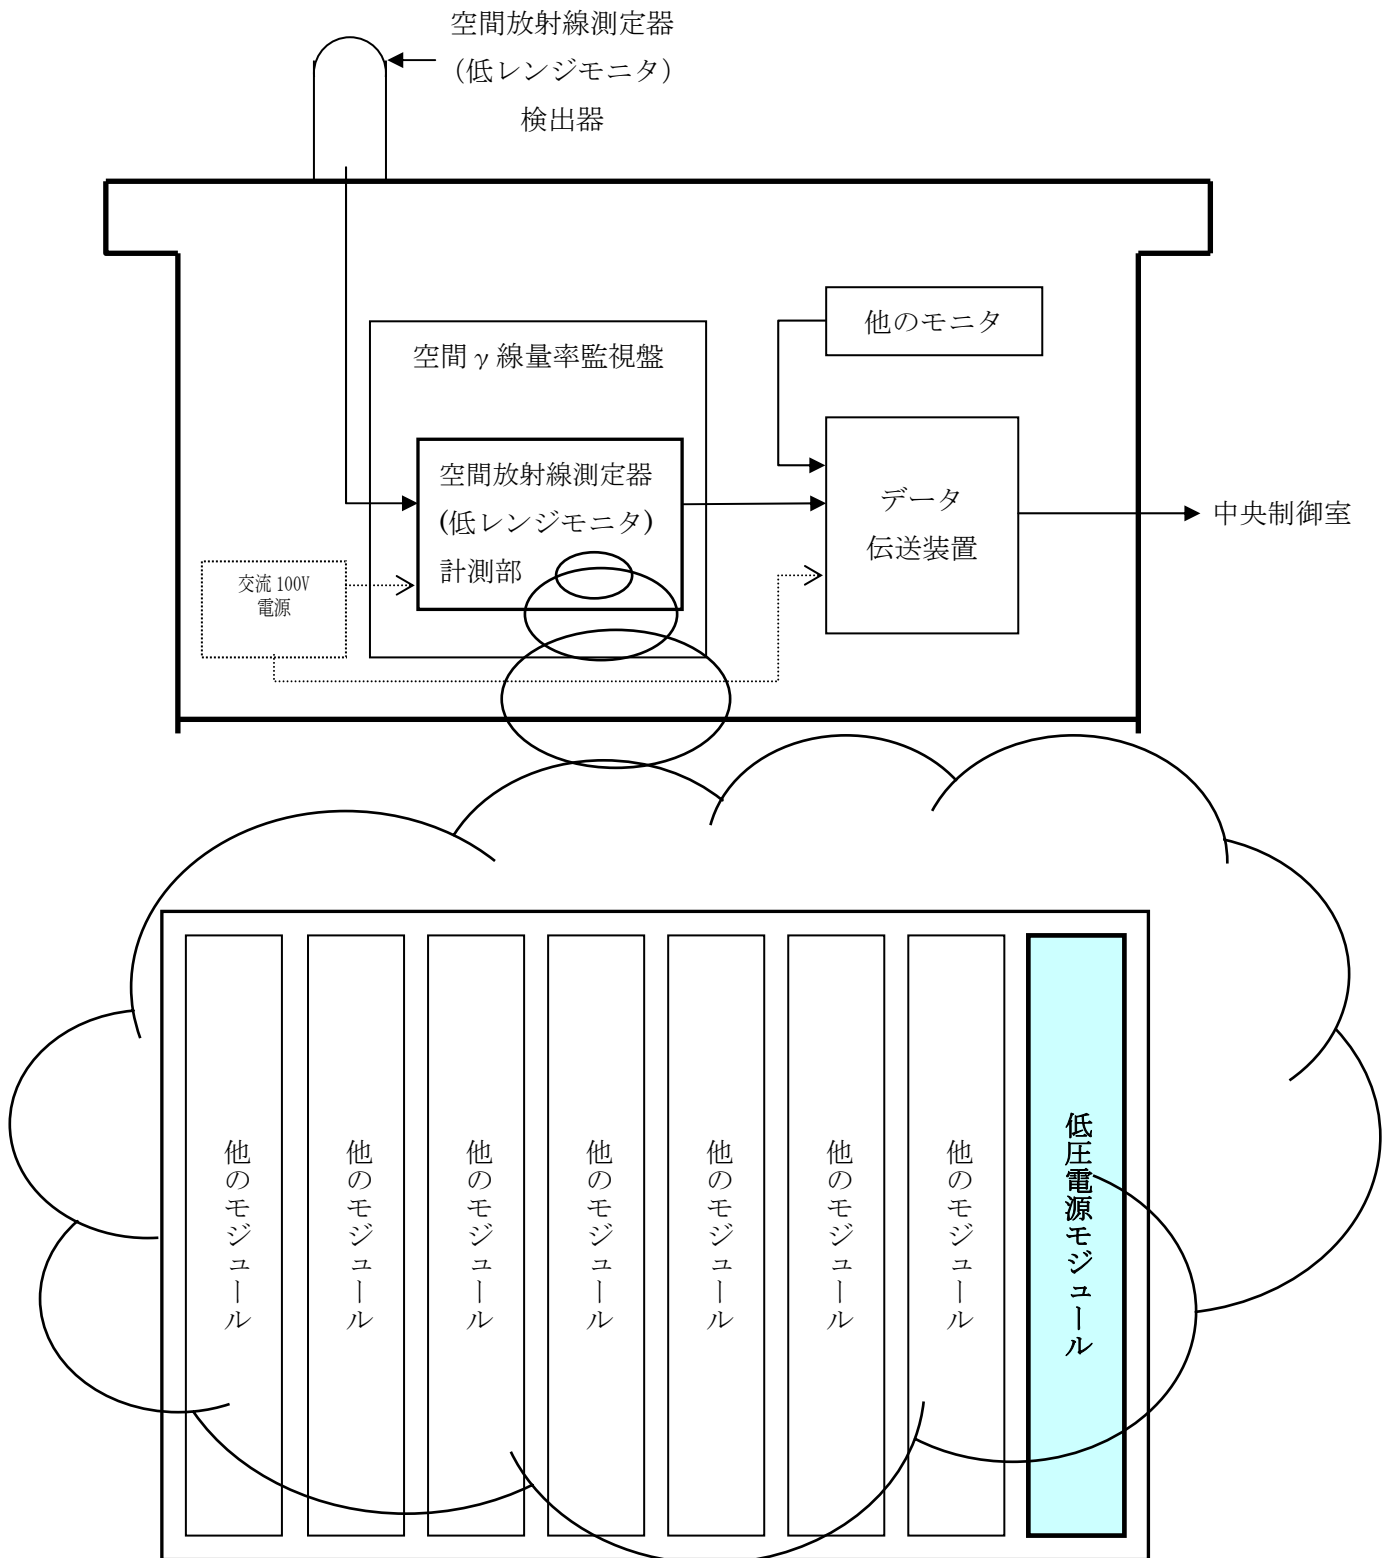 空間放射線測定器
（低レンジモニタ）
検出器
他のモニタ
空間γ線量率監視盤
空間放射線測定器
(低レンジモニタ)
計測部
データ
伝送装置
中央制御室
交流100V
電源
他のモジュール
他のモジュール
他のモジュール
他のモジュール
他のモジュール
他のモジュール
他のモジュール
低圧電源モジュール